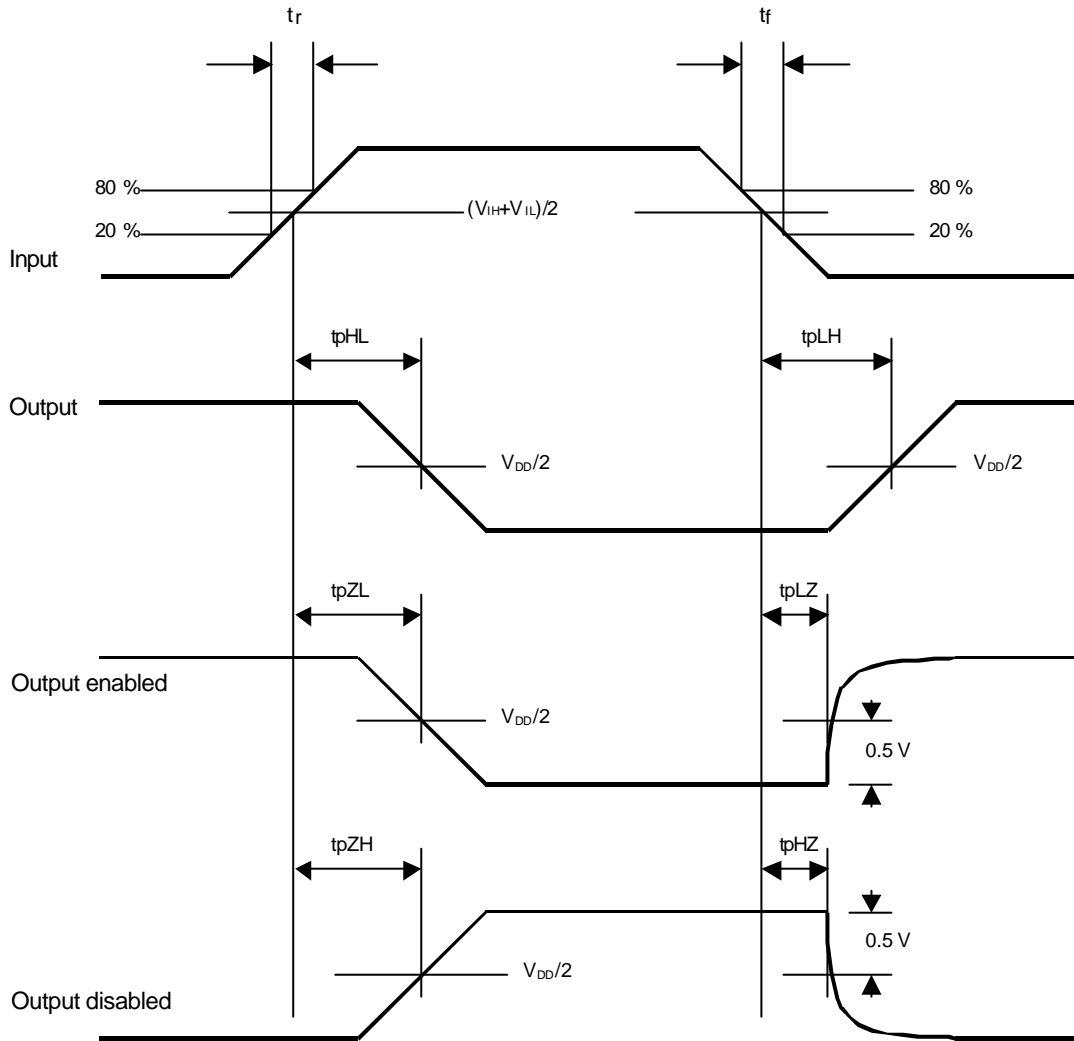 tr
tf
80 %
(VIH+VIL)/2
80 %
20 %
20 %
Input
tpHL
tpLH
Output
VDD/2
VDD/2
tpZL
tpLZ
Output enabled
VDD/2
0.5 V
tpZH
tpHZ
0.5 V
VDD/2
Output disabled